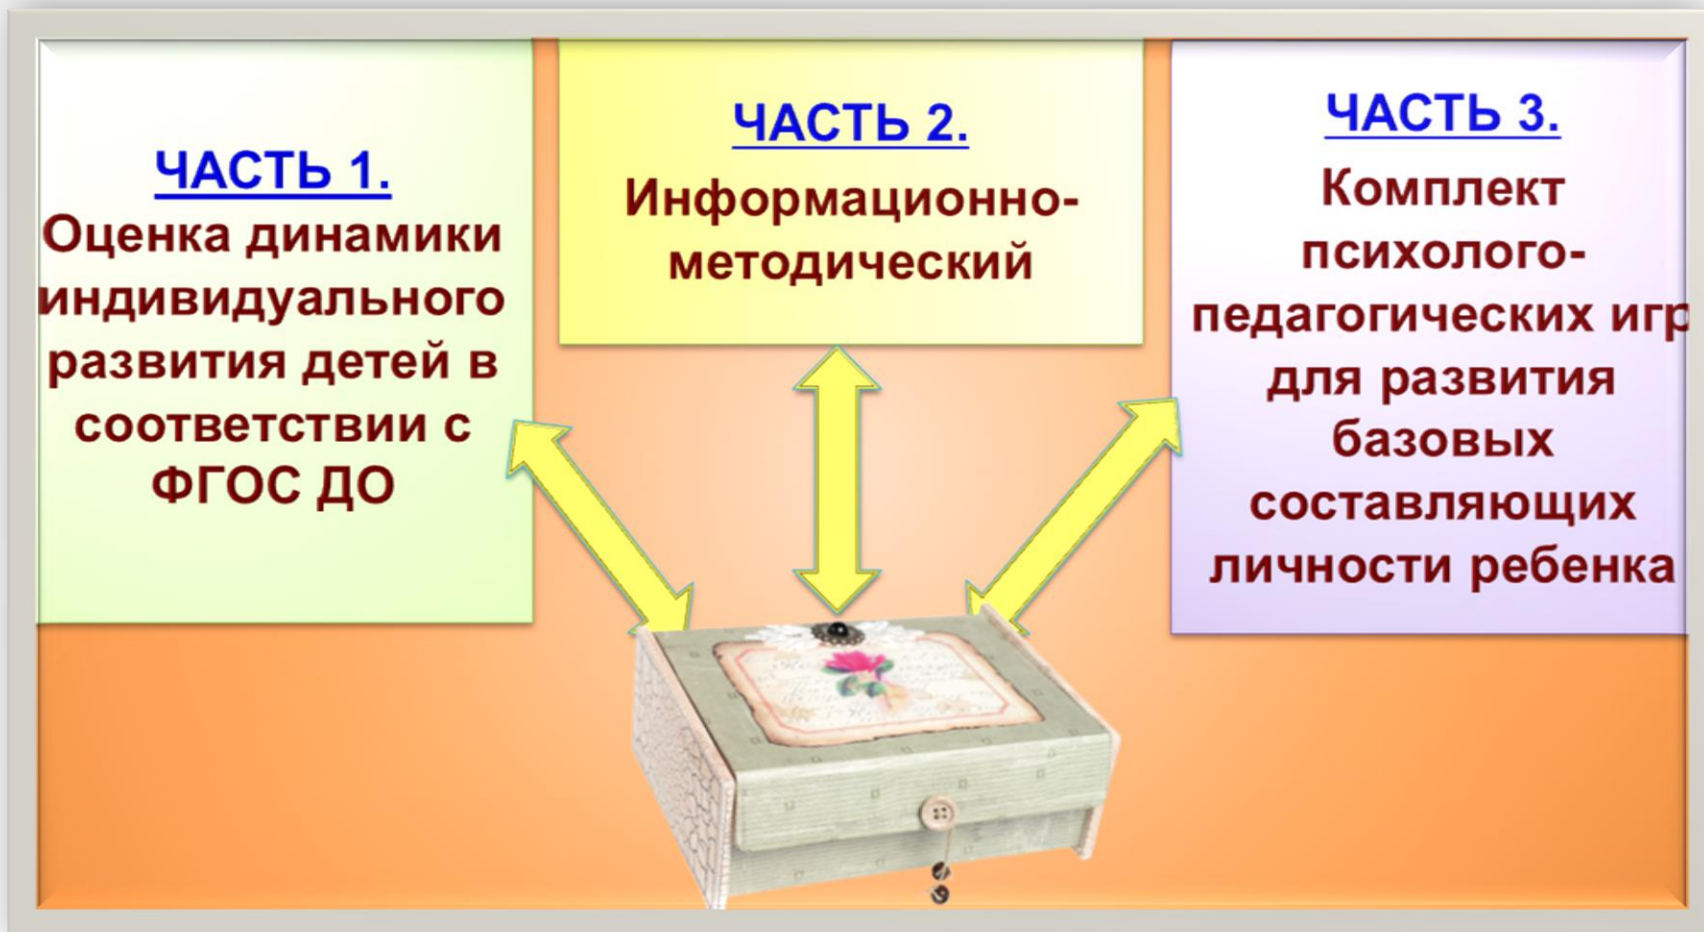 ЧАСТЬ 1.
Оценка динамики
индивидуального
развития детей в
соответствии с
ФГОС ДО
ЧАСТЬ 2.
Информационно-
методический
ЧАСТЬ 3.
Комплект
психолого-
педагогических игр
для развития
базовых
составляющих
личности ребенка